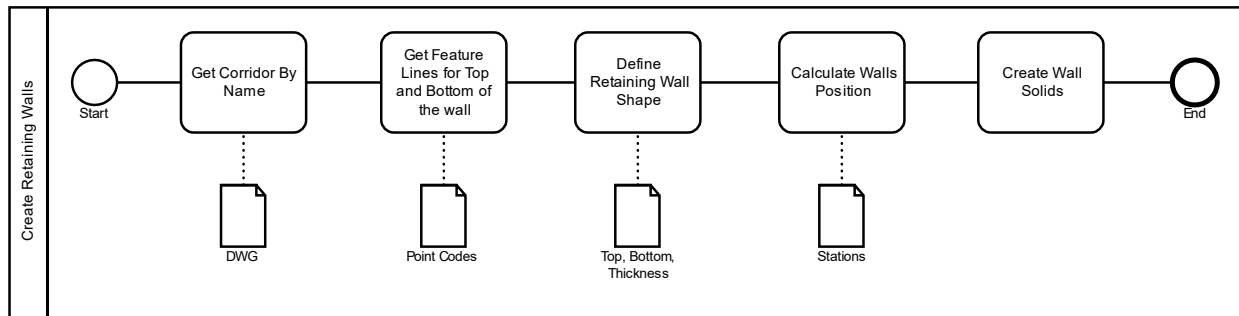 Create Retaining Walls
Start
Get Corridor By
Name
Get Feature
Lines for Top
and Bottom of
the wall
Define
Retaining Wall
Shape
Calculate Walls
Position
Create Wall
Solids
End
DWG
Point Codes
Top, Bottom,
Thickness
Stations